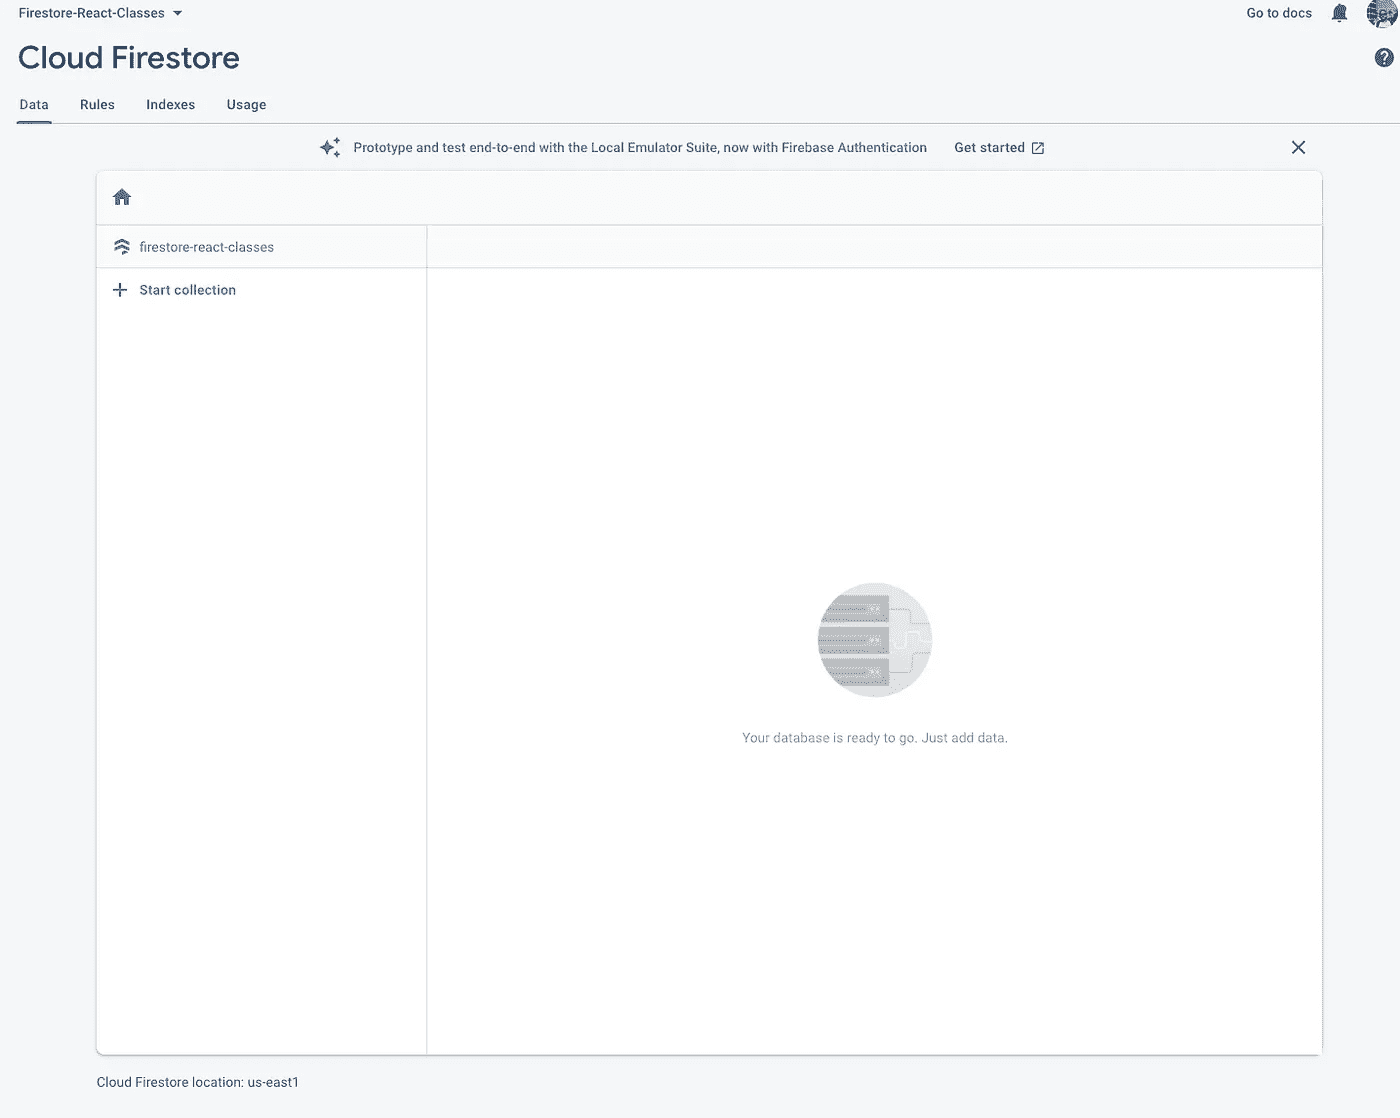 Firestore-React-Classes
Go to docs
Cloud Firestore
Data Rules Indexes Usage
Prototype and test end-to-end with the Local Emulator Suite, now with Firebase Authentication Get started
firestore-react-classes
Start collection
Your database is ready to go. Just add data.
Cloud Firestore location: us-east1